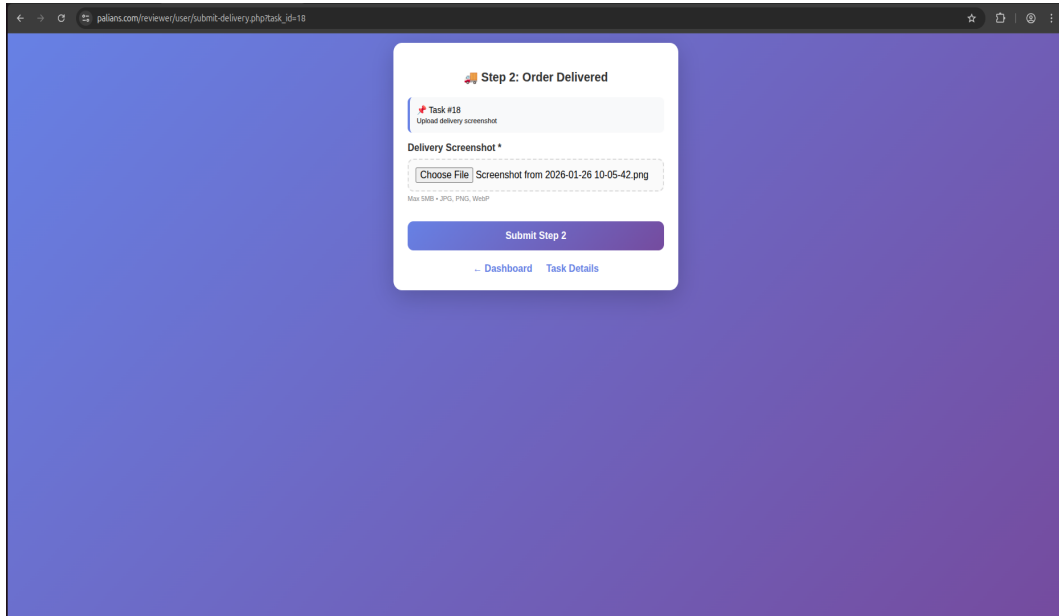 palians.com/reviewer/user/submit-delivery.php?task_id=18
🚚 Step 2: Order Delivered
📌 Task #18
Upload delivery screenshot
Delivery Screenshot *
Choose File Screenshot from 2026-01-26 10-05-42.png
Max 5MB • JPG, PNG, WebP
Submit Step 2
← Dashboard Task Details